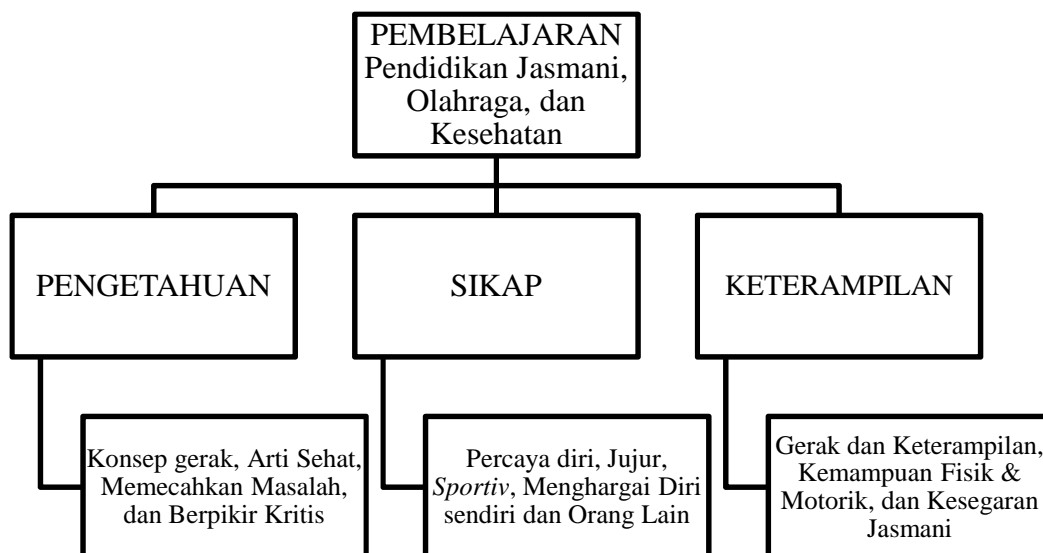 PEMBELAJARAN
Pendidikan Jasmani,
Olahraga, dan
Kesehatan
PENGETAHUAN
SIKAP
KETERAMPILAN
Konsep gerak, Arti Sehat,
Memecahkan Masalah,
dan Berpikir Kritis
Percaya diri, Jujur,
Sportiv, Menghargai Diri
sendiri dan Orang Lain
Gerak dan Keterampilan,
Kemampuan Fisik &
Motorik, dan Kesegaran
Jasmani